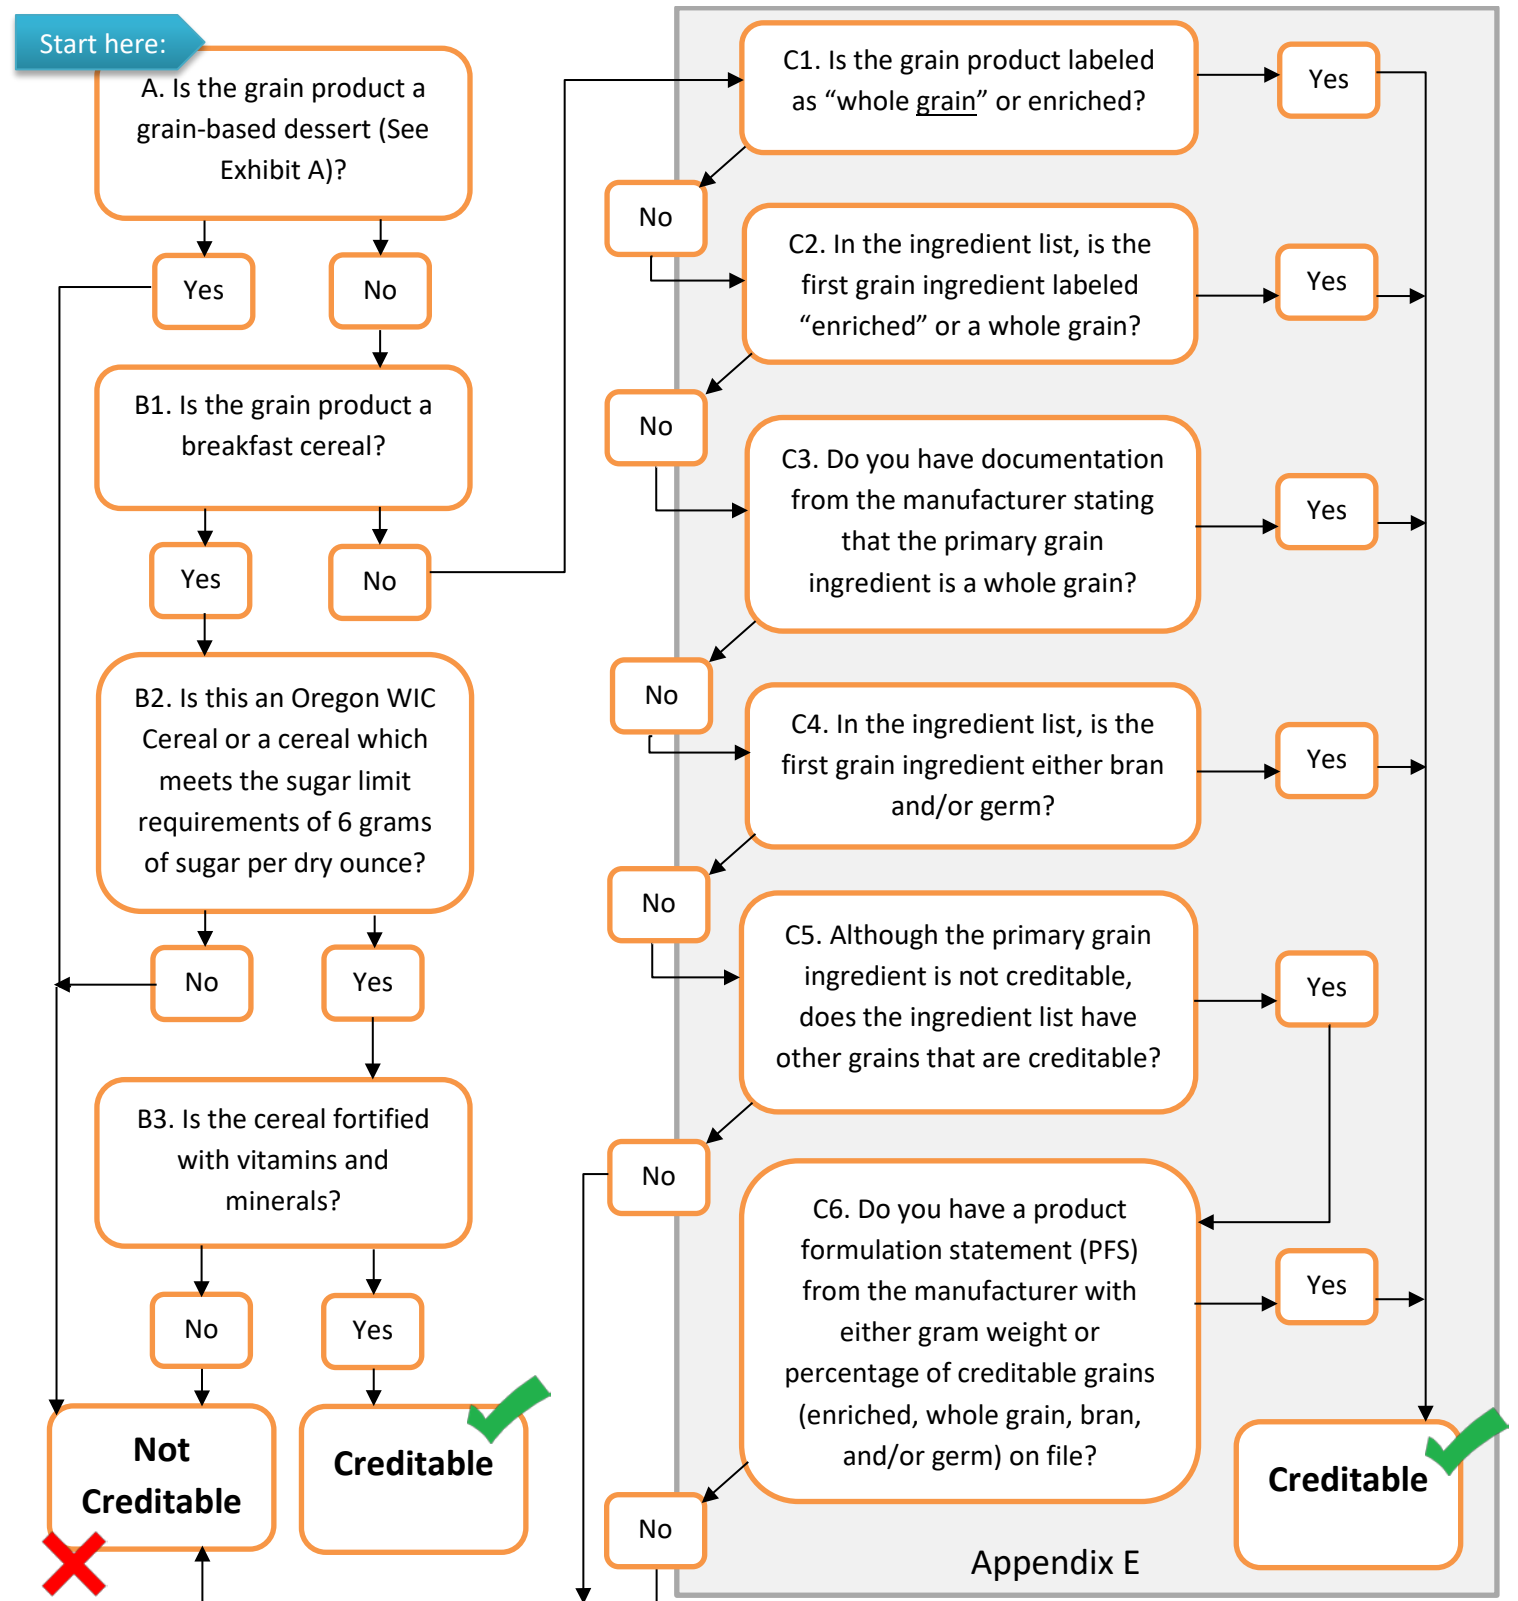 Start here:
A. Is the grain product a
grain-based dessert (See
Exhibit A)?
Yes
No
B1. Is the grain product a
breakfast cereal?
Yes
No
B2. Is this an Oregon WIC
Cereal or a cereal which
meets the sugar limit
requirements of 6 grams
of sugar per dry ounce?
No
Yes
B3. Is the cereal fortified
with vitamins and
minerals?
No
Yes
Not
Creditable
Creditable
C1. Is the grain product labeled
as “whole grain” or enriched?
Yes
No
C2. In the ingredient list, is the
first grain ingredient labeled
“enriched” or a whole grain?
Yes
No
C3. Do you have documentation
from the manufacturer stating
that the primary grain
ingredient is a whole grain?
Yes
No
C4. In the ingredient list, is the
first grain ingredient either bran
and/or germ?
Yes
No
C5. Although the primary grain
ingredient is not creditable,
does the ingredient list have
other grains that are creditable?
Yes
No
C6. Do you have a product
formulation statement (PFS)
from the manufacturer with
either gram weight or
percentage of creditable grains
(enriched, whole grain, bran,
and/or germ) on file?
Yes
No
Creditable
Appendix E